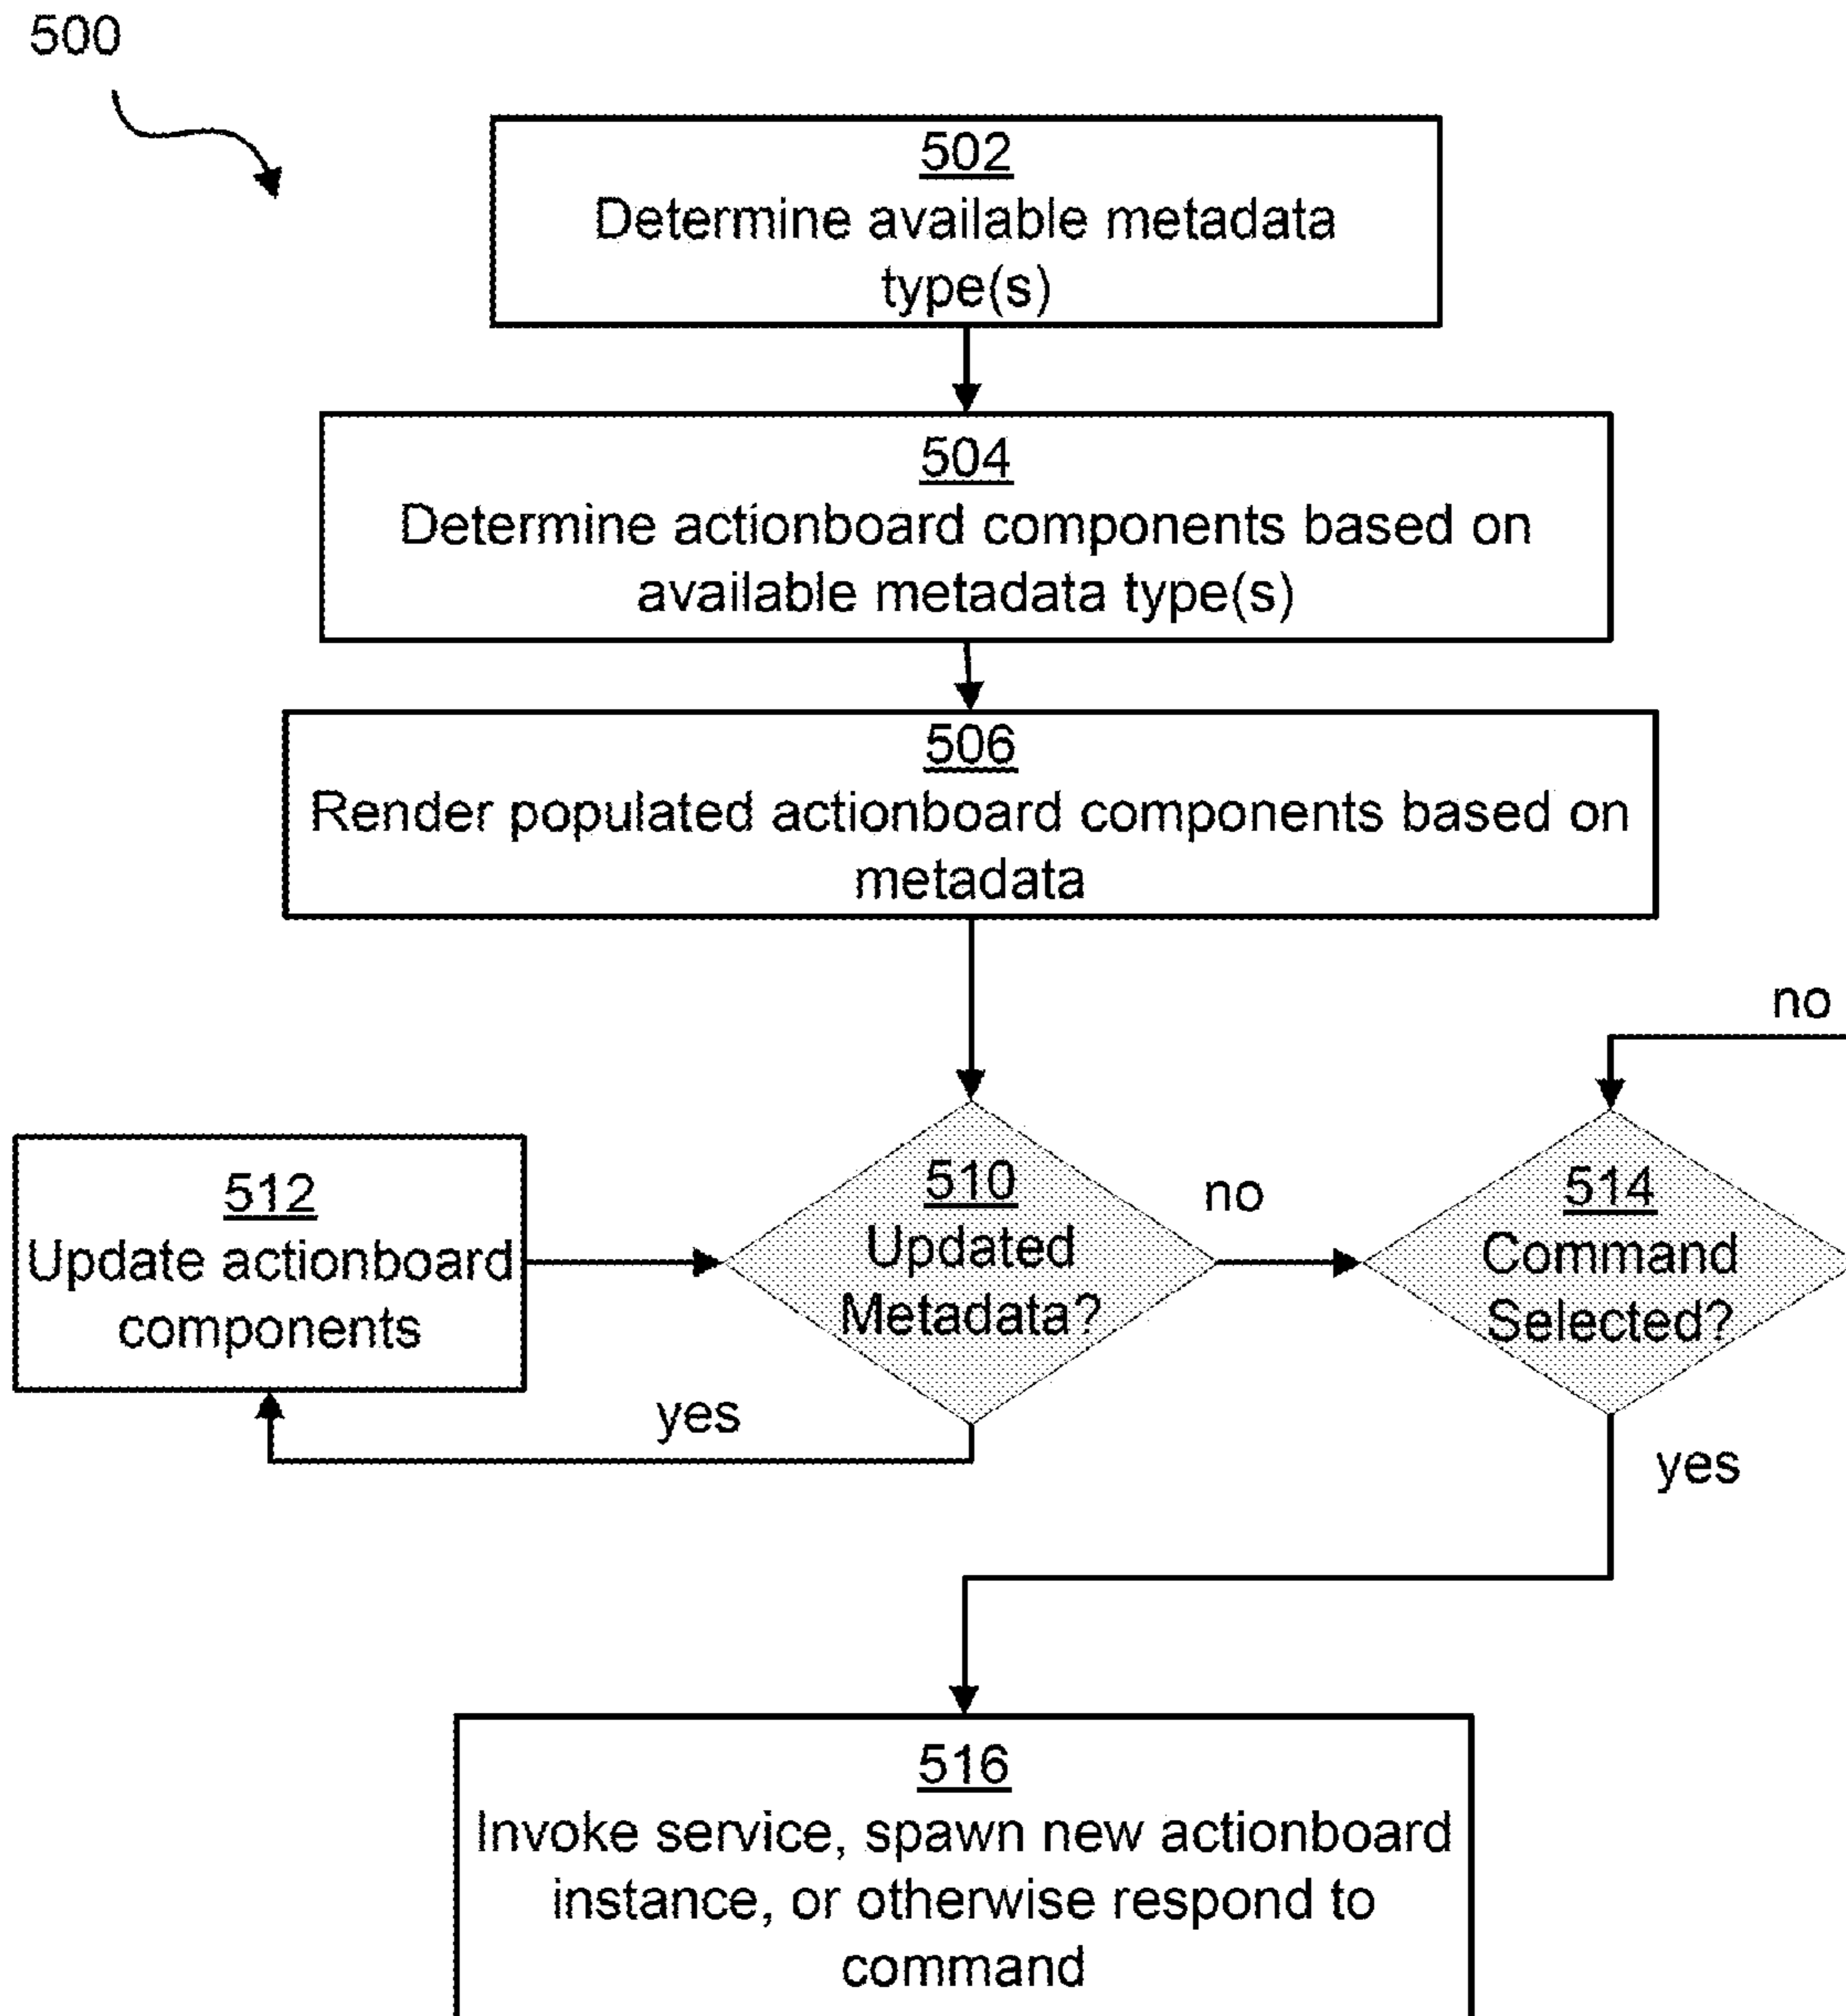 500
502
Determine available metadata
type(s)
504
Determine actionboard components based on
available metadata type(s)
506
Render populated actionboard components based on
metadata
no
512
Update actionboard
components
510
Updated
Metadata?
no
514
Command
Selected?
yes
yes
516
Invoke service, spawn new actionboard
instance, or otherwise respond to
command